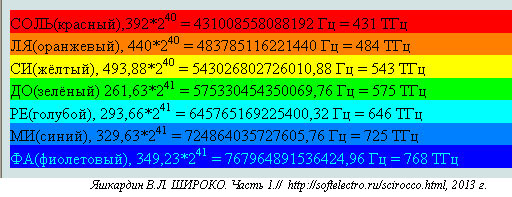 СОЛЬ(красный),392*2^40 = 431008558088192 Гц = 431 ТГц
ЛЯ(оранжевый), 440*2^40 = 483785116221440 Гц = 484 ТГц
СИ(жёлтый), 493,88*2^40 = 543026802726010,88 Гц = 543 ТГц
ДО(зелёный) 261,63*2^41 = 575330454350069,76 Гц = 575 ТГц
РЕ(голубой), 293,66*2^41 = 645765169225400,32 Гц = 646 ТГц
МИ(синий), 329,63*2^41 = 724864035727605,76 Гц = 725 ТГц
ФА(фиолетовый), 349,23*2^41 = 767964891536424,96 Гц = 768 ТГц
Яшкардин В.Л. ШИРОКО. Часть 1.// http://softelectro.ru/scirocco.html, 2013 г.